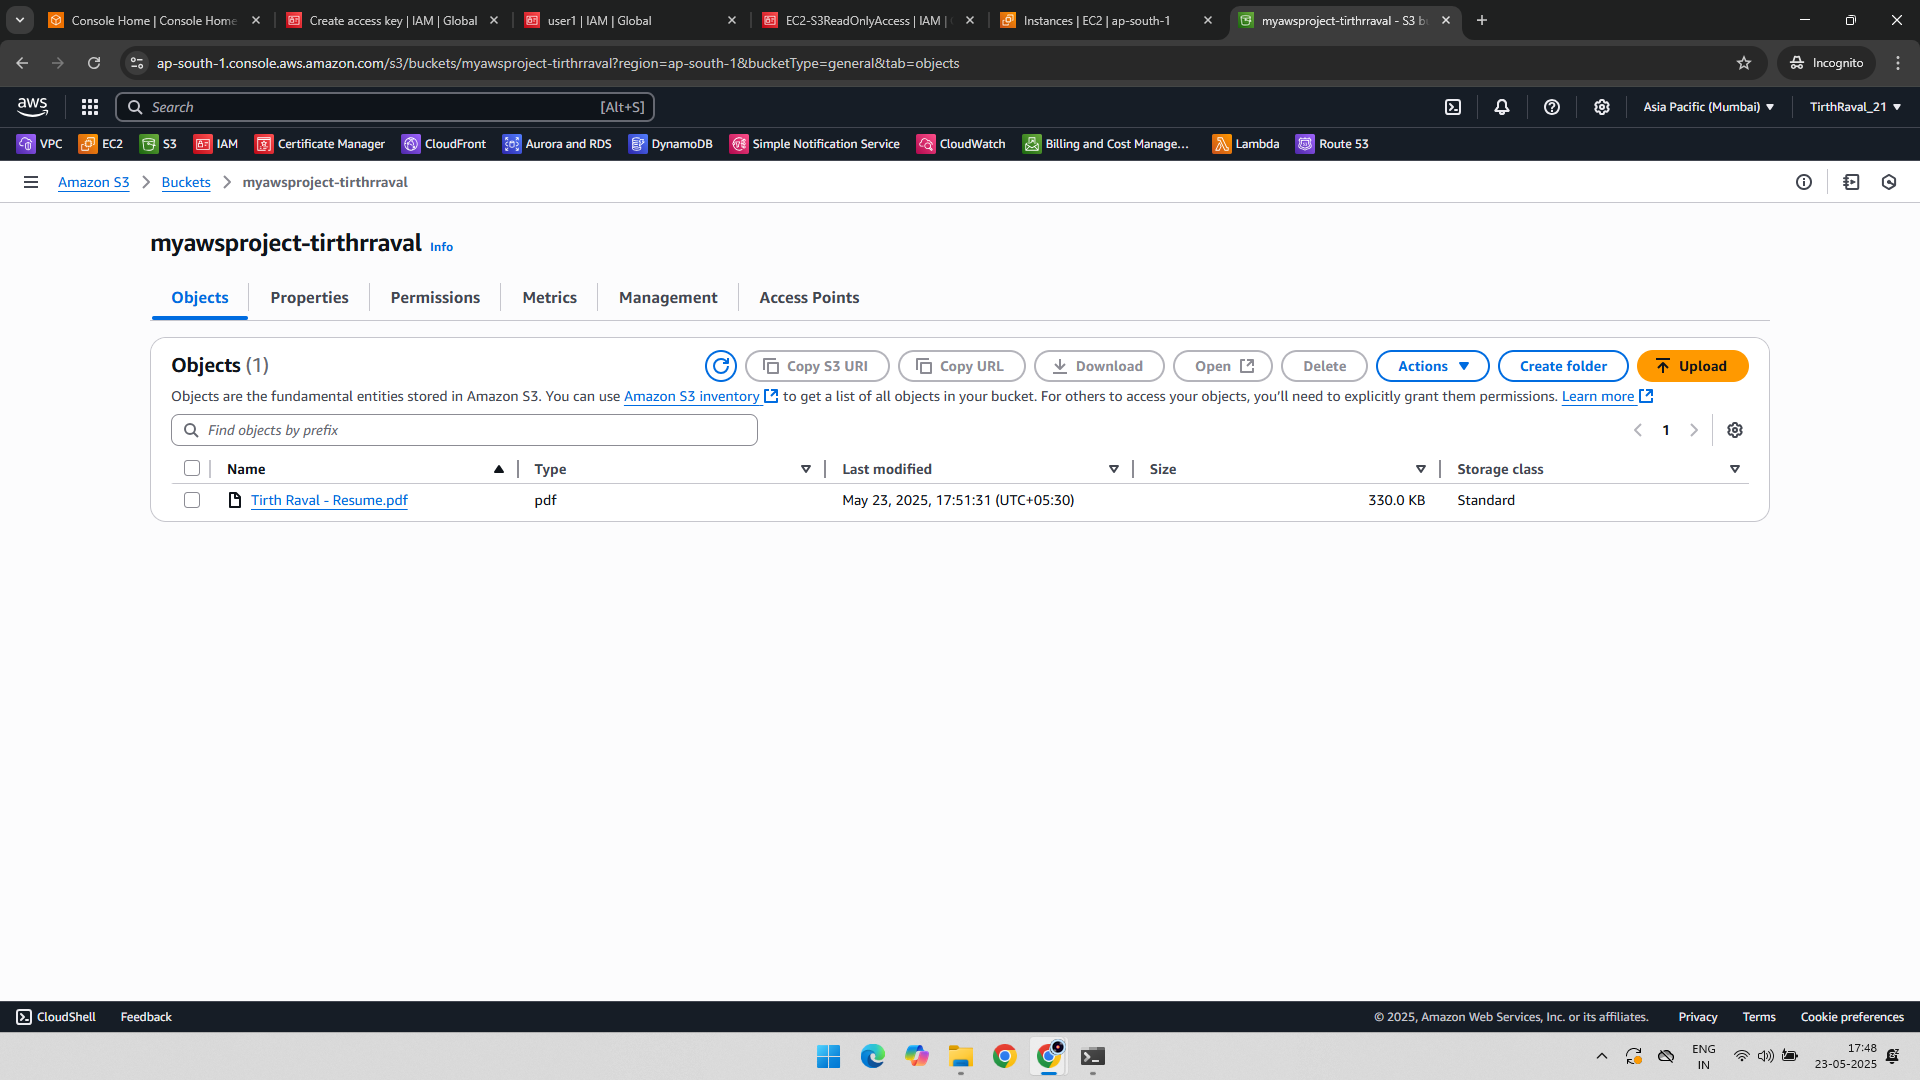 Console Home | Console Home
Create access key | IAM | Global
user1 | IAM | Global
EC2-S3ReadOnlyAccess | IAM |
Instances | EC2 | ap-south-1
myawsproject-tirthrraval - S3 bu
ap-south-1.console.aws.amazon.com/s3/buckets/myawsproject-tirthrraval?region=ap-south-1&bucketType=general&tab=objects
Incognito
aws
Search
[Alt+S]
Asia Pacific (Mumbai)
TirthRaval_21
VPC
EC2
S3
IAM
Certificate Manager
CloudFront
Aurora and RDS
DynamoDB
Simple Notification Service
CloudWatch
Billing and Cost Manage...
Lambda
Route 53
Amazon S3
Buckets
myawsproject-tirthrraval
myawsproject-tirthrraval Info
Objects
Properties
Permissions
Metrics
Management
Access Points
Objects (1)
Copy S3 URI
Copy URL
Download
Open
Delete
Actions
Create folder
Upload
Objects are the fundamental entities stored in Amazon S3. You can use Amazon S3 inventory to get a list of all objects in your bucket. For others to access your objects, you'll need to explicitly grant them permissions. Learn more
Find objects by prefix
1
Name
Type
Last modified
Size
Storage class
Tirth Raval - Resume.pdf
pdf
May 23, 2025, 17:51:31 (UTC+05:30)
330.0 KB
Standard
CloudShell
Feedback
© 2025, Amazon Web Services, Inc. or its affiliates.
Privacy
Terms
Cookie preferences
ENG
IN
17:48
23-05-2025